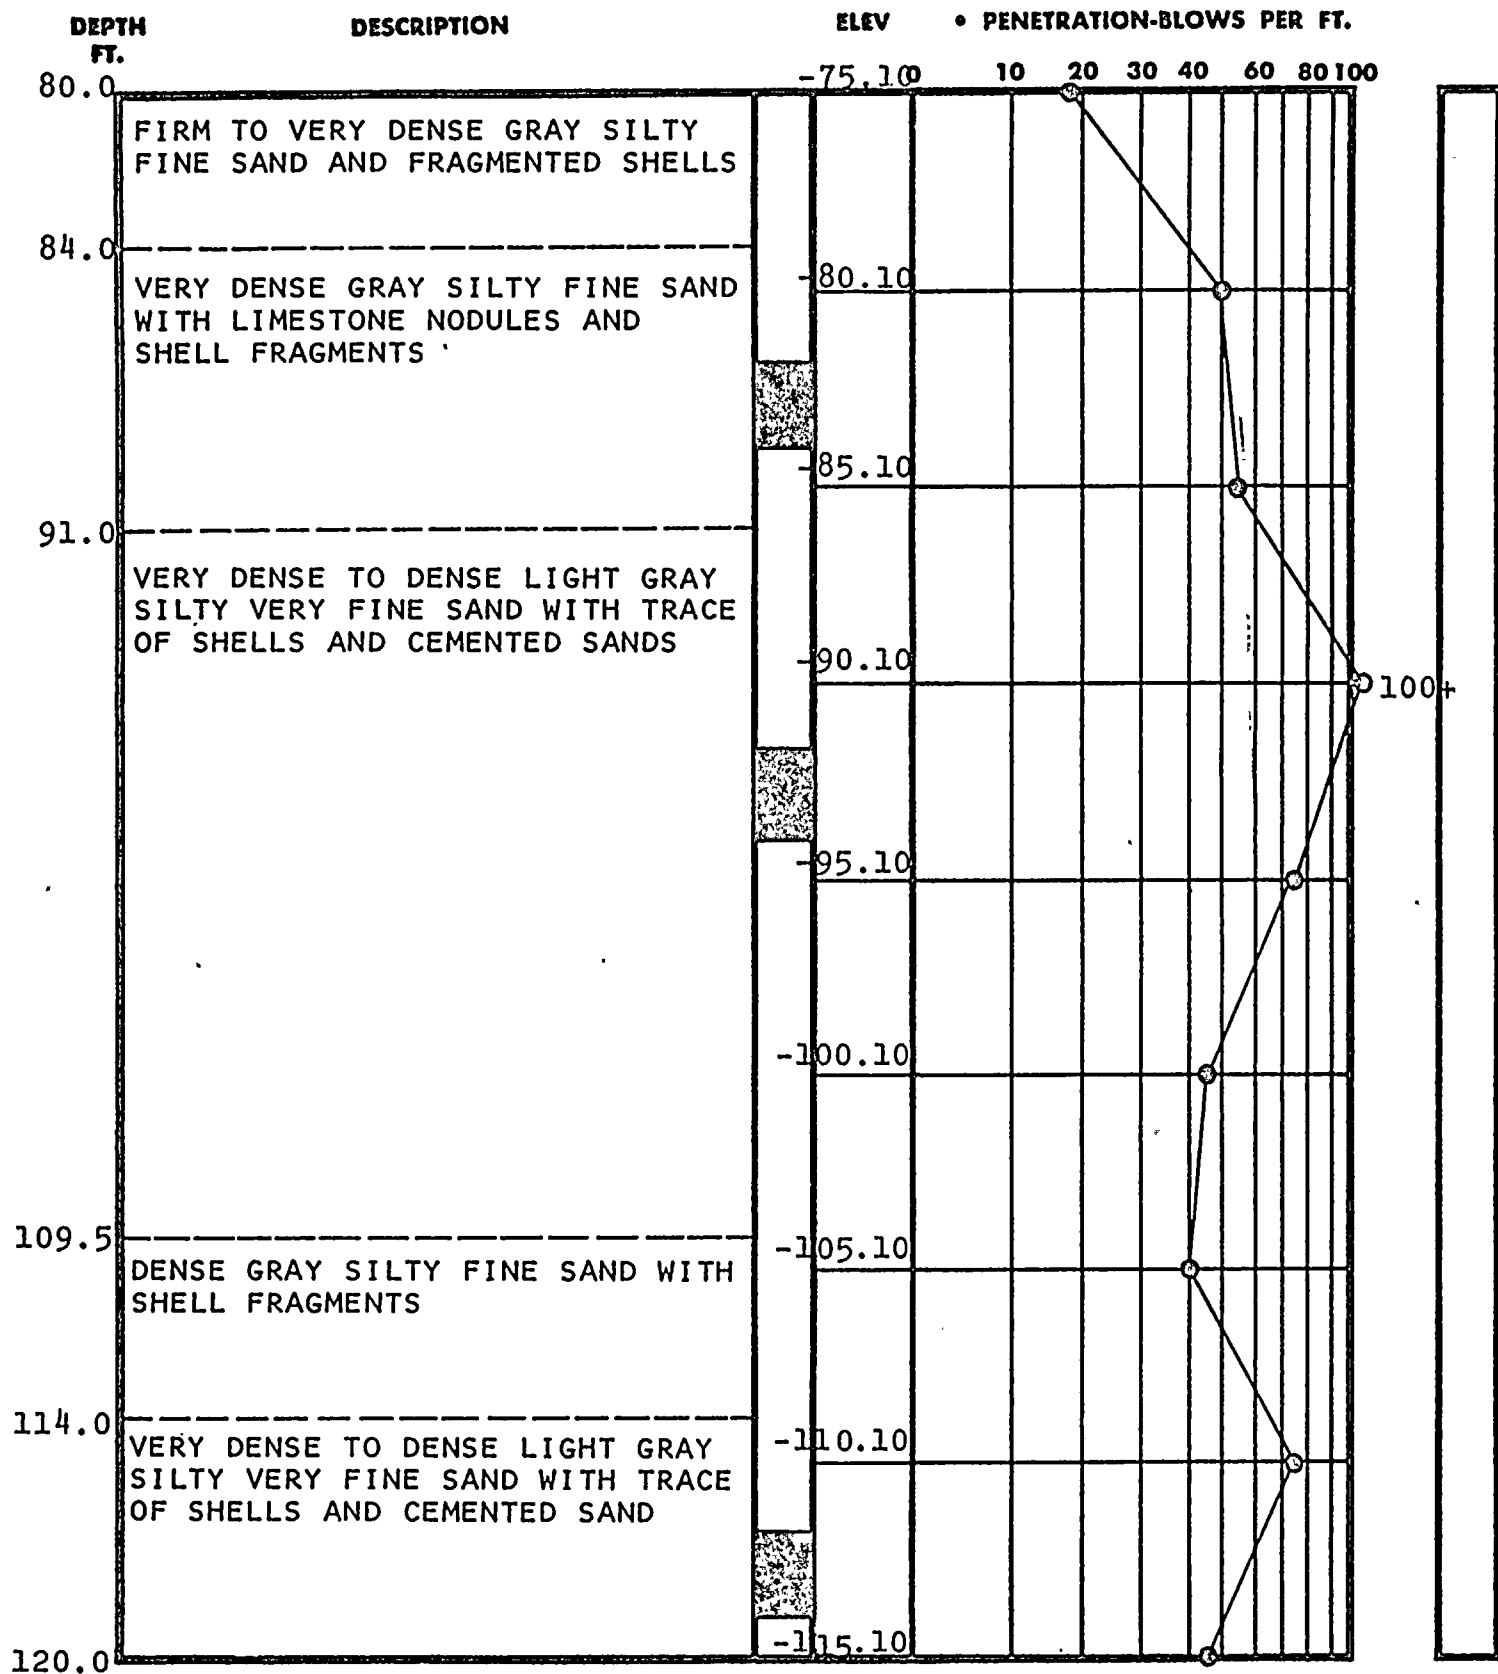 DEPTH FT.
DESCRIPTION
ELEV
• PENETRATION-BLOWS PER FT.
0 10 20 30 40 60 80 100
80.0
-75.10
FIRM TO VERY DENSE GRAY SILTY
FINE SAND AND FRAGMENTED SHELLS
84.0
-80.10
VERY DENSE GRAY SILTY FINE SAND
WITH LIMESTONE NODULES AND
SHELL FRAGMENTS
-85.10
91.0
VERY DENSE TO DENSE LIGHT GRAY
SILTY VERY FINE SAND WITH TRACE
OF SHELLS AND CEMENTED SANDS
-90.10
100+
-95.10
-100.10
109.5
-105.10
DENSE GRAY SILTY FINE SAND WITH
SHELL FRAGMENTS
114.0
-110.10
VERY DENSE TO DENSE LIGHT GRAY
SILTY VERY FINE SAND WITH TRACE
OF SHELLS AND CEMENTED SAND
-115.10
120.0